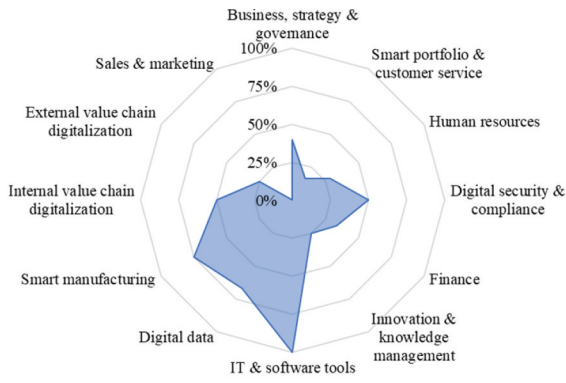 Business, strategy &
governance
100%
Smart portfolio &
customer service
Sales & marketing
75%
External value chain
digitalization
Human resources
50%
25%
Internal value chain
digitalization
0%
Digital security &
compliance
Smart manufacturing
Finance
Digital data
Innovation &
knowledge
management
IT & software tools